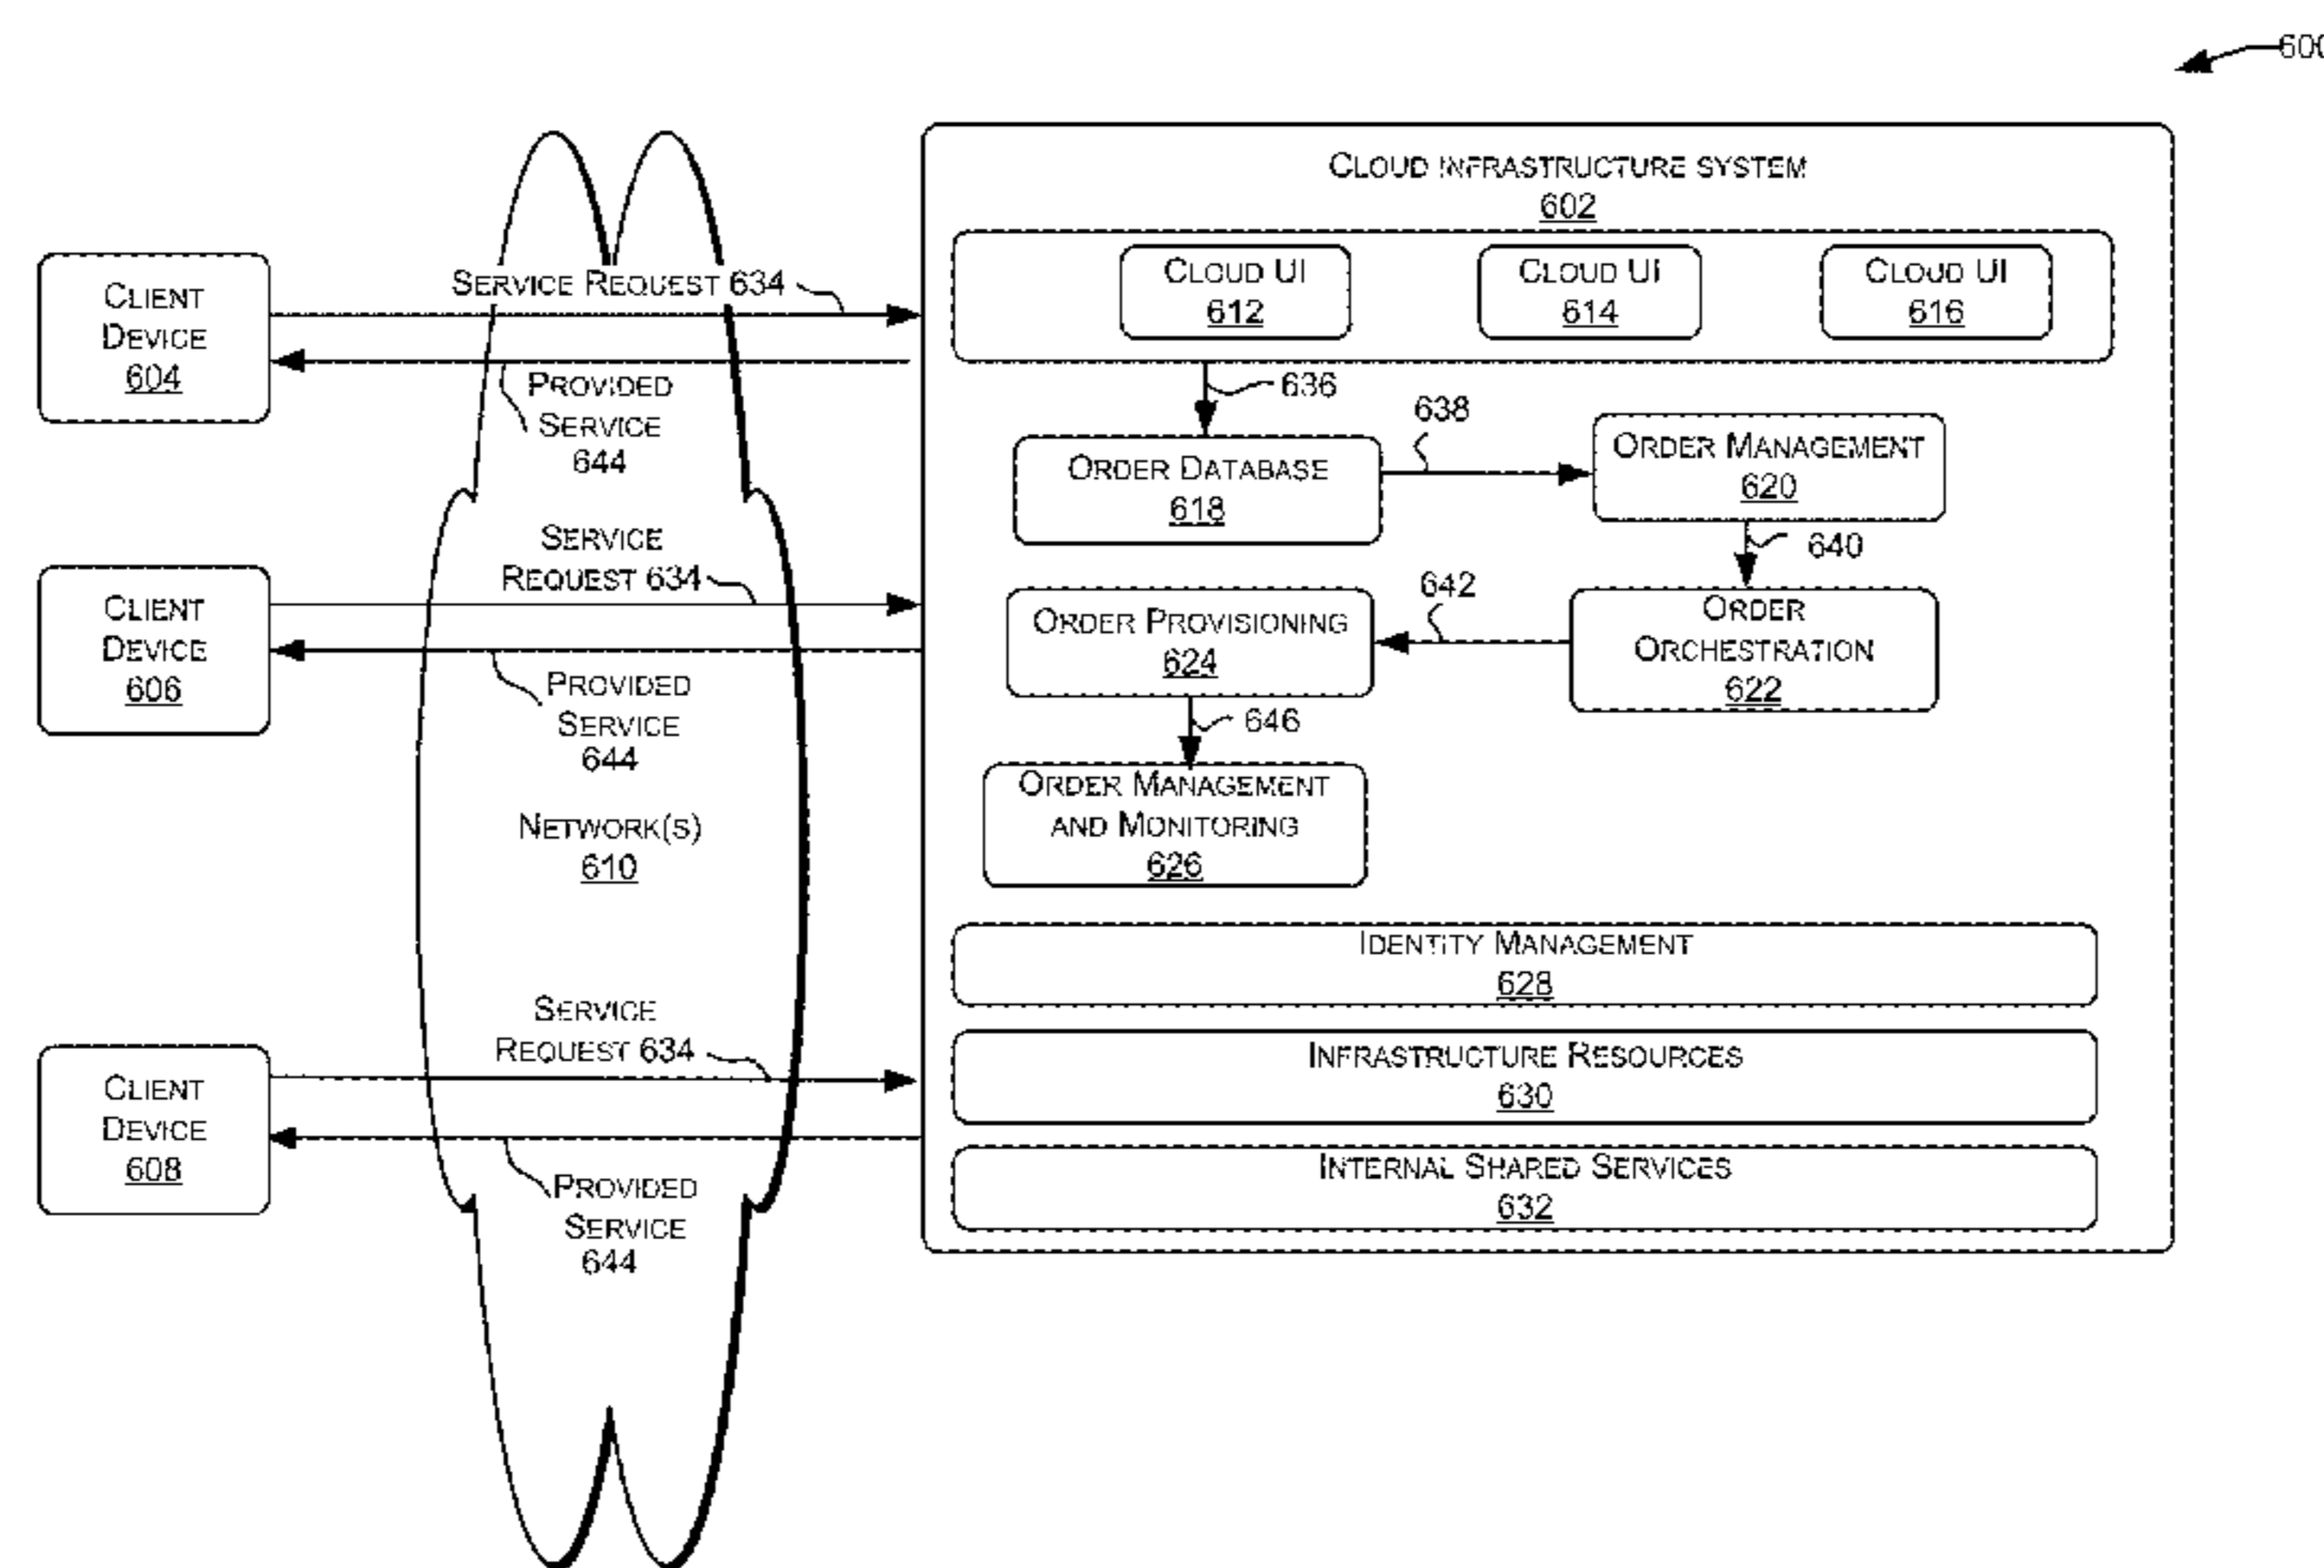 600
CLOUD INFRASTRUCTURE SYSTEM
602
CLOUD UI
612
CLOUD UI
614
CLOUD UI
616
CLIENT
DEVICE
604
SERVICE REQUEST 634
PROVIDED
SERVICE
644
636
638
ORDER DATABASE
618
ORDER MANAGEMENT
620
640
CLIENT
DEVICE
606
SERVICE
REQUEST 634
PROVIDED
SERVICE
644
ORDER PROVISIONING
624
642
ORDER
ORCHESTRATION
622
646
ORDER MANAGEMENT
AND MONITORING
626
NETWORK(S)
610
IDENTITY MANAGEMENT
628
CLIENT
DEVICE
608
SERVICE
REQUEST 634
PROVIDED
SERVICE
644
INFRASTRUCTURE RESOURCES
630
INTERNAL SHARED SERVICES
632